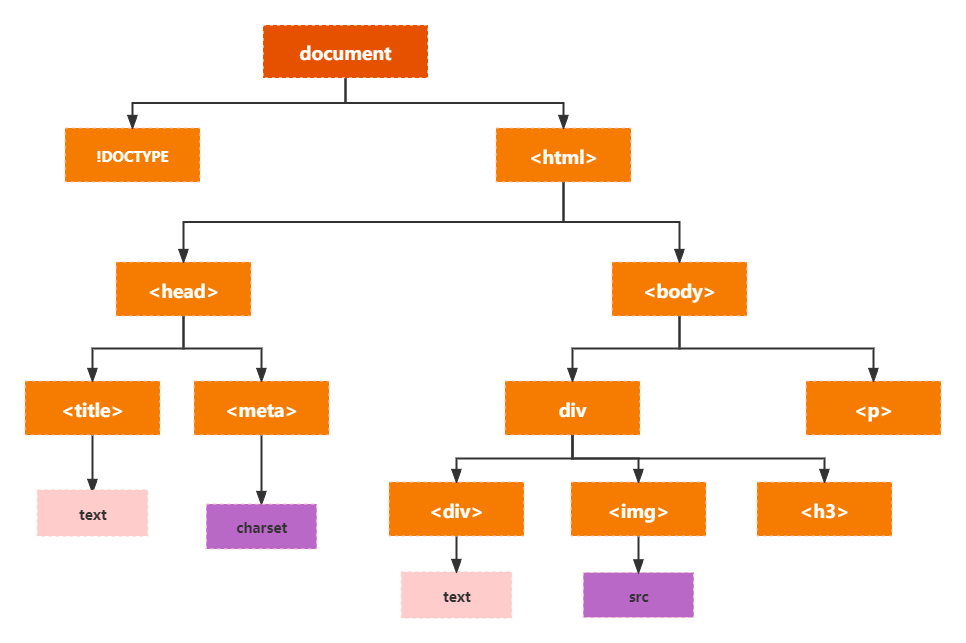 document
!DOCTYPE
<html>
<head>
<body>
<title>
<meta>
div
<p>
text
charset
<div>
<img>
<h3>
text
src